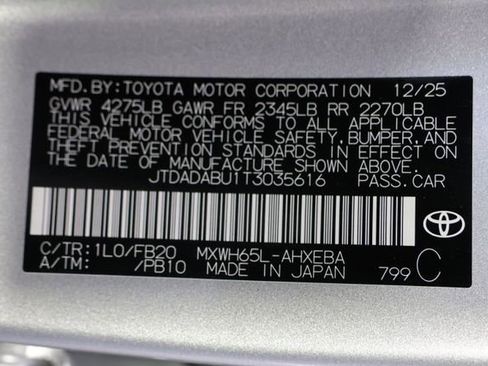 MFD.BY:TOYOTA MOTOR CORPORATION 12/25
GVWR 4275LB GAWR FR 2345LB RR 2270LB
THIS VEHICLE CONFORMS TO ALL APPLICABLE
FEDERAL MOTOR VEHICLE SAFETY,BUMPER,AND
THEFT PREVENTION STANDARDS IN EFFECT ON
THE DATE OF MANUFACTURE SHOWN ABOVE.
JTDADABU1T3035616 PASS.CAR
C/TR:1L0/FB20 MXWH65L-AHXEBA
A/TM: /PB10 MADE IN JAPAN 799 C